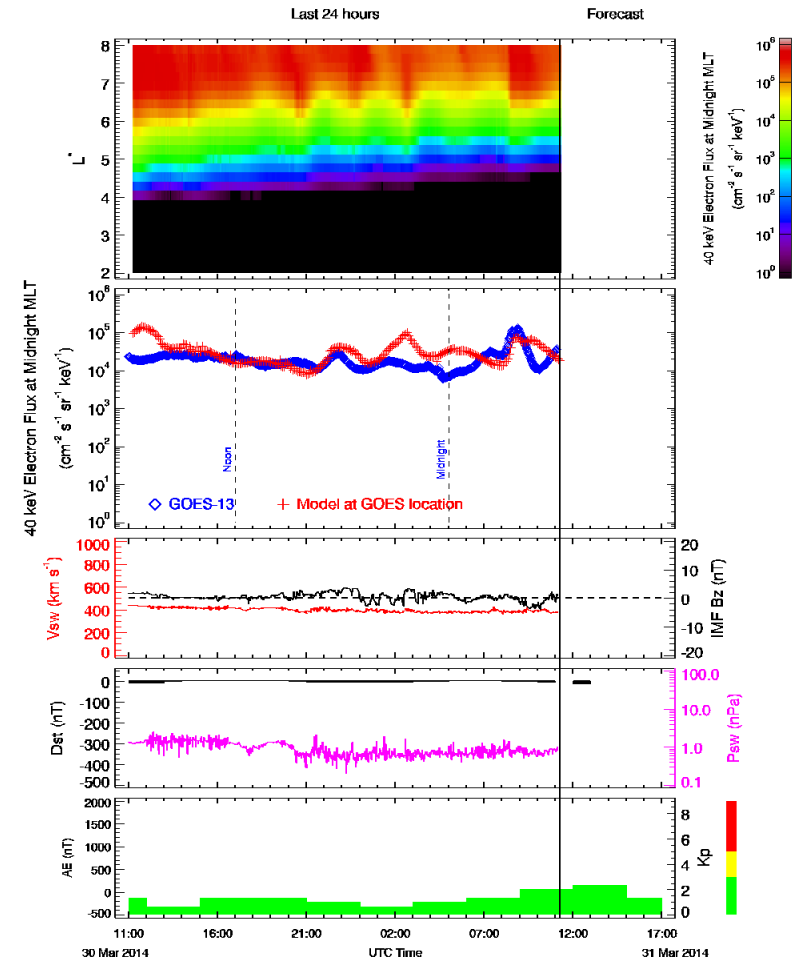 Last 24 hours Forecast
8
7
6
5
4
3
2
L*
40 keV Electron Flux at Midnight MLT
(cm⁻² s⁻¹ sr⁻¹ keV⁻¹)
10⁶
10⁵
10⁴
10³
10²
10¹
10⁰
40 keV Electron Flux at Midnight MLT
(cm⁻² s⁻¹ sr⁻¹ keV⁻¹)
10⁶
10⁵
10⁴
10³
10²
10¹
10⁰
Noon
Midnight
GOES-13
Model at GOES location
Vsw (km s⁻¹)
1000
800
600
400
200
0
20
10
0
-10
-20
IMF Bz (nT)
Dst (nT)
0
-100
-200
-300
-400
-500
100.0
10.0
1.0
0.1
Psw (nPa)
AE (nT)
2000
1500
1000
500
0
-500
8
6
4
2
0
Kp
11:00 16:00 21:00 02:00 07:00 12:00 17:00
30 Mar 2014 UTC Time 31 Mar 2014